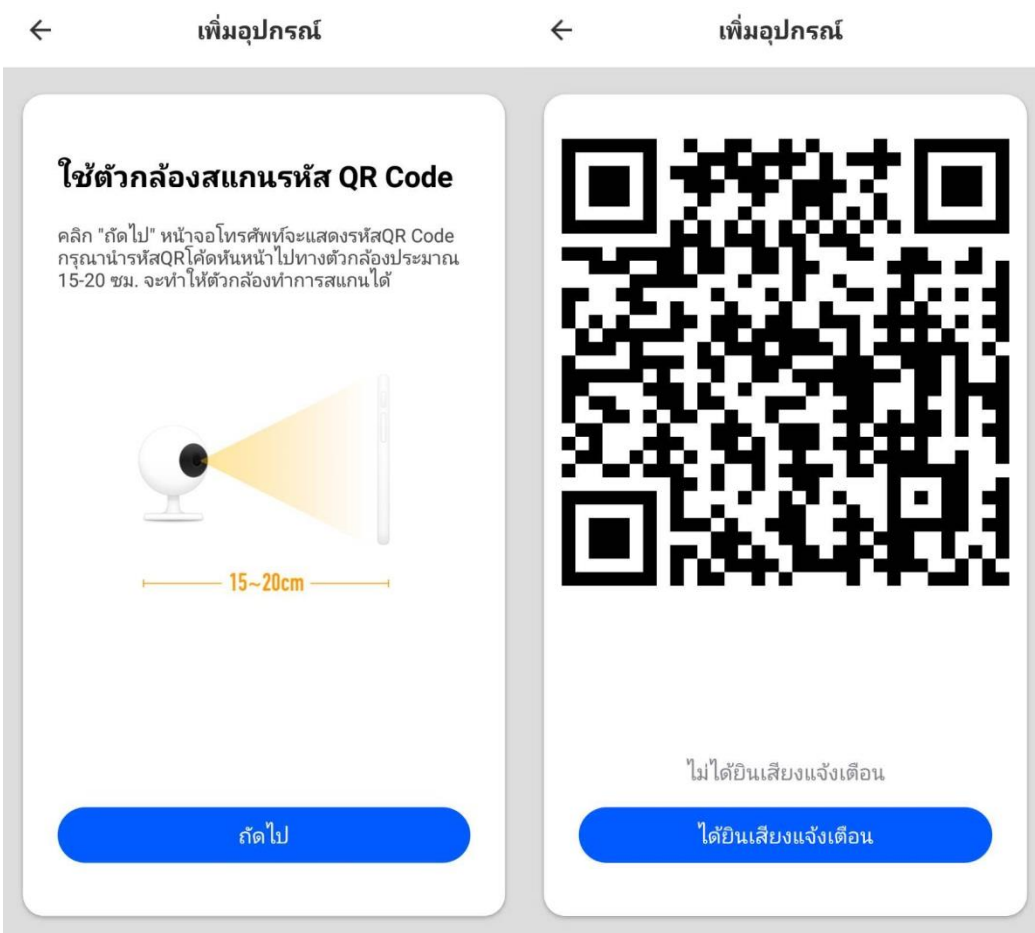 เพิ่มอุปกรณ์
ใช้ตัวกล้องสแกนรหัส QR Code
คลิก "ถัดไป" หน้าจอโทรศัพท์จะแสดงรหัสQR Code
กรุณานำรหัสQRโค้ดหันหน้าไปทางตัวกล้องประมาณ
15-20 ซม. จะทำให้ตัวกล้องทำการสแกนได้
15~20cm
ถัดไป
เพิ่มอุปกรณ์
ไม่ได้ยินเสียงแจ้งเตือน
ได้ยินเสียงแจ้งเตือน